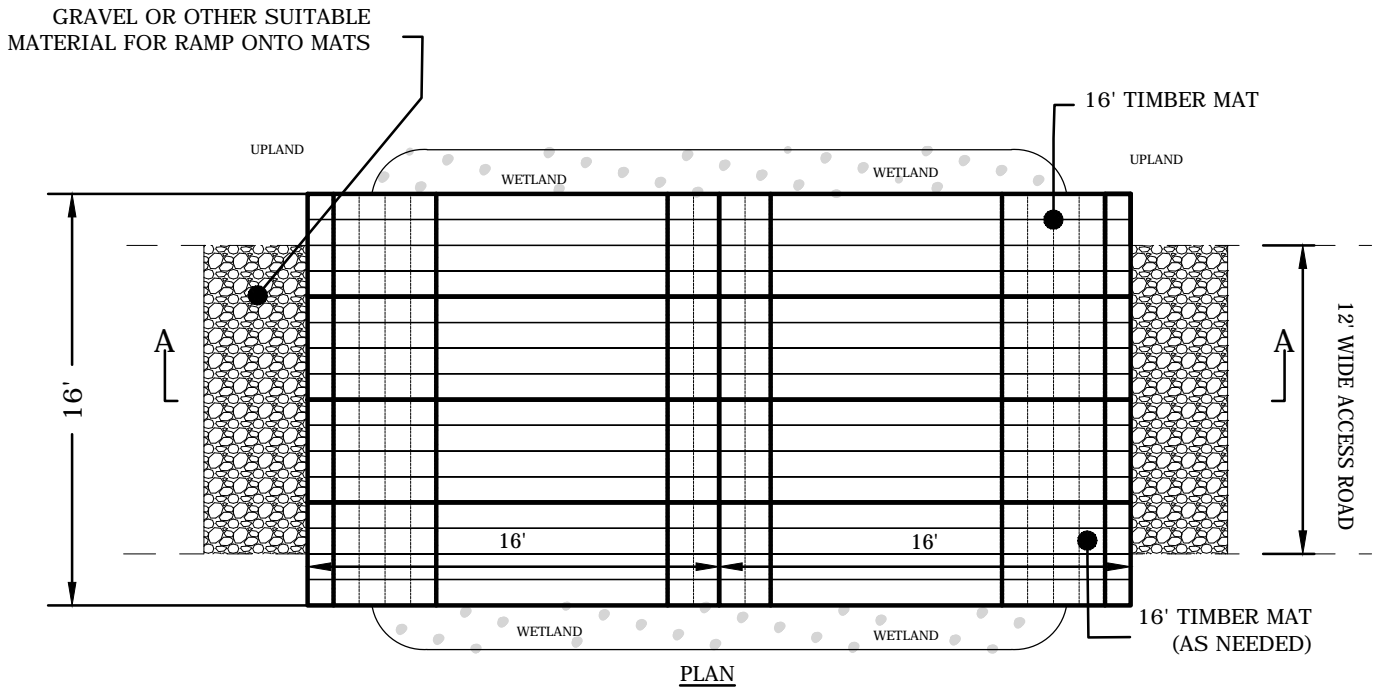 GRAVEL OR OTHER SUITABLE
MATERIAL FOR RAMP ONTO MATS
16' TIMBER MAT
UPLAND
UPLAND
WETLAND
WETLAND
A
A
16'
12' WIDE ACCESS ROAD
16'
16'
WETLAND
WETLAND
16' TIMBER MAT
(AS NEEDED)
PLAN